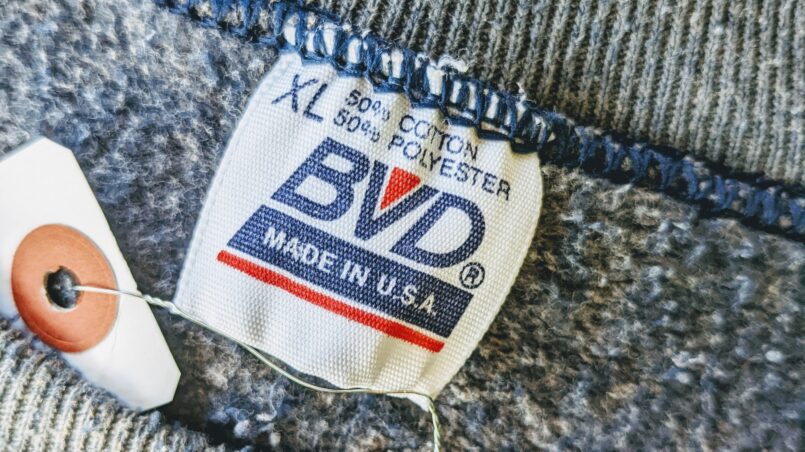 XL
50% COTTON
50% POLYESTER
BVD®
MADE IN U.S.A.